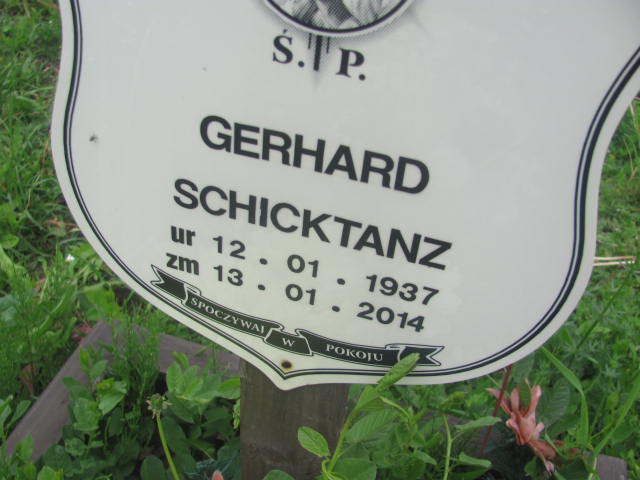 Ś. P.
GERHARD
SCHICKTANZ
ur 12 . 01 . 1937
zm 13 . 01 . 2014
SPOCZYWAJ W POKOJU